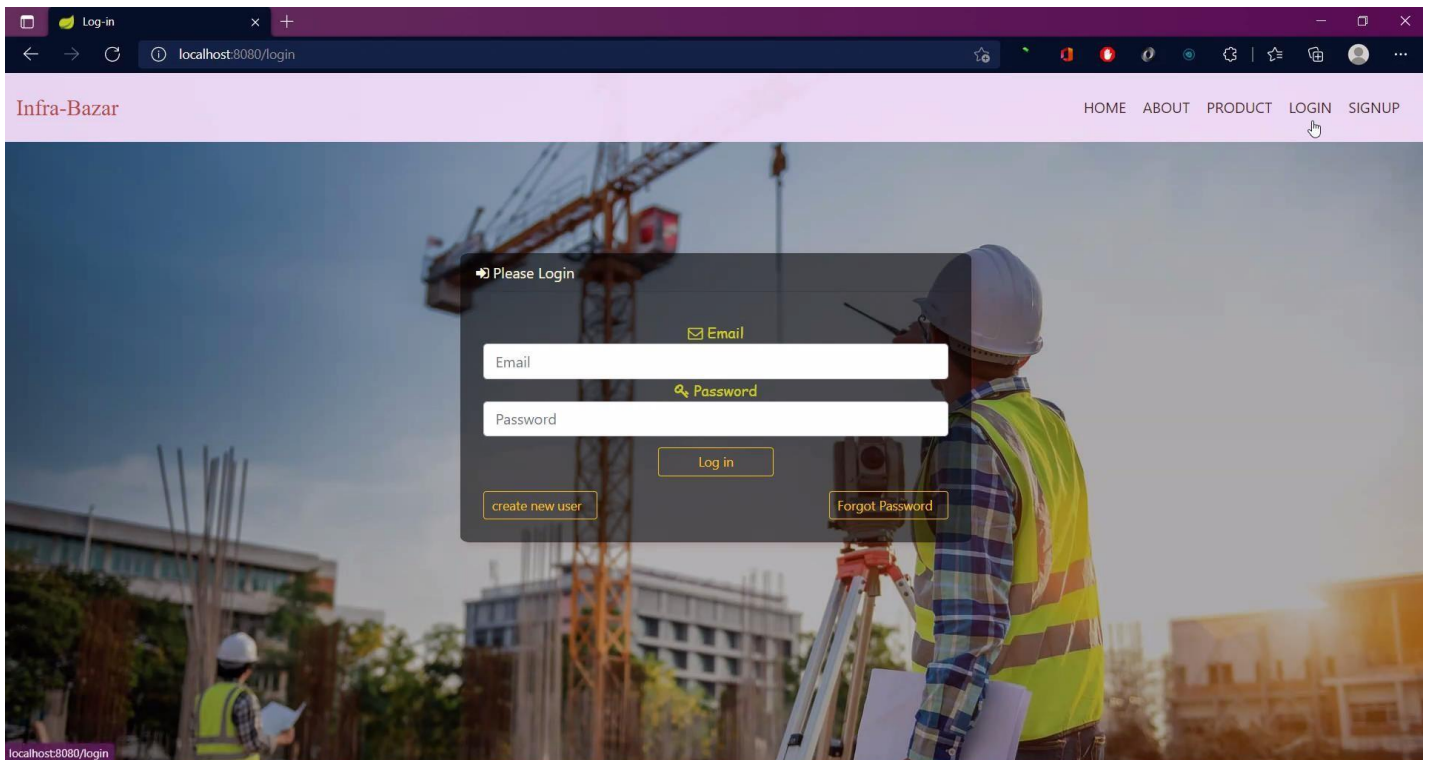 Log-in
localhost:8080/login
Infra-Bazar
HOME ABOUT PRODUCT LOGIN SIGNUP
Please Login
Email
Email
Password
Password
Log in
create new user Forgot Password
localhost:8080/login